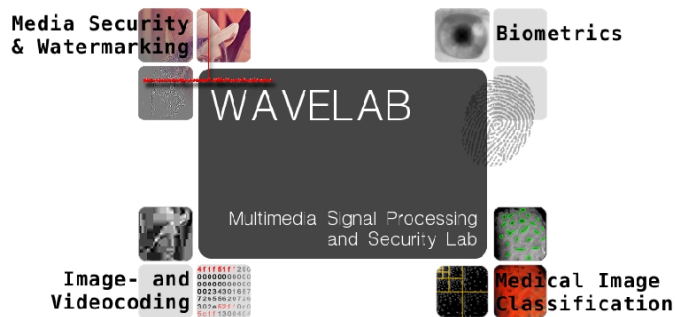 Media Security
& Watermarking
Biometrics
WAVELAB
Multimedia Signal Processing
and Security Lab
Image- and
Videocoding
Medical Image
Classification